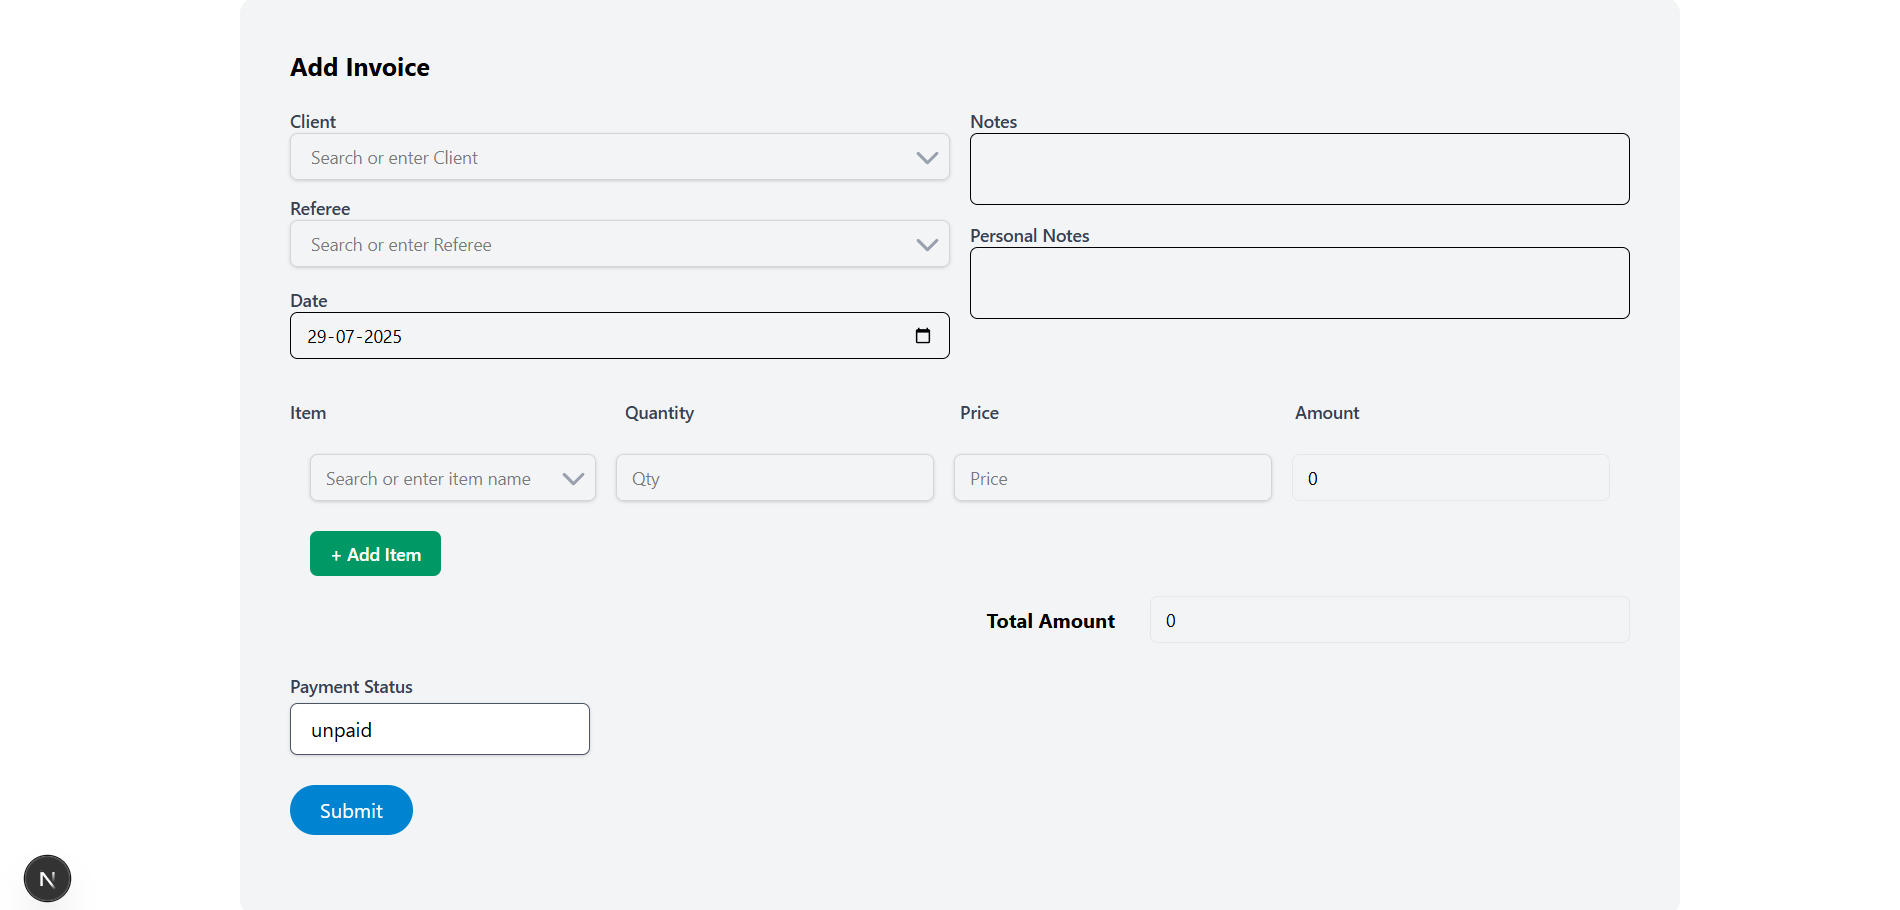 Add Invoice
Client
Search or enter Client
Referee
Search or enter Referee
Date
29-07-2025
Notes
Personal Notes
Item Quantity Price Amount
Search or enter item name Qty Price 0
+ Add Item
Total Amount 0
Payment Status
unpaid
Submit
N